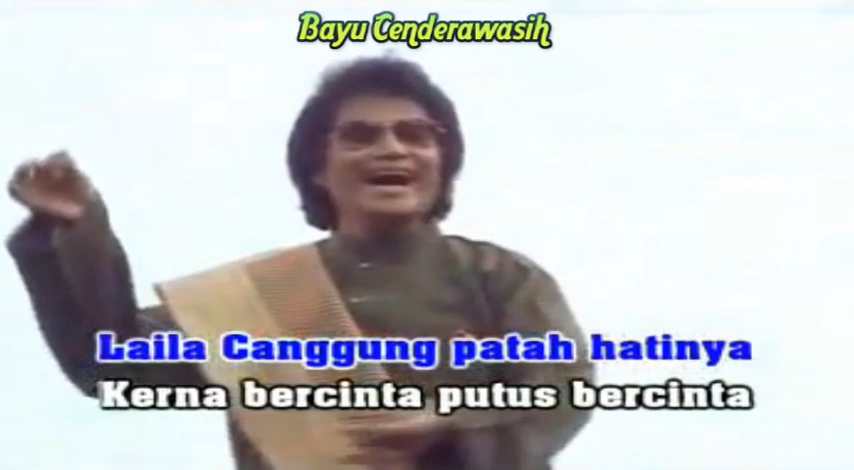 Bayu Cenderawasih
Laila Canggung patah hatinya
Kerna bercinta putus bercinta